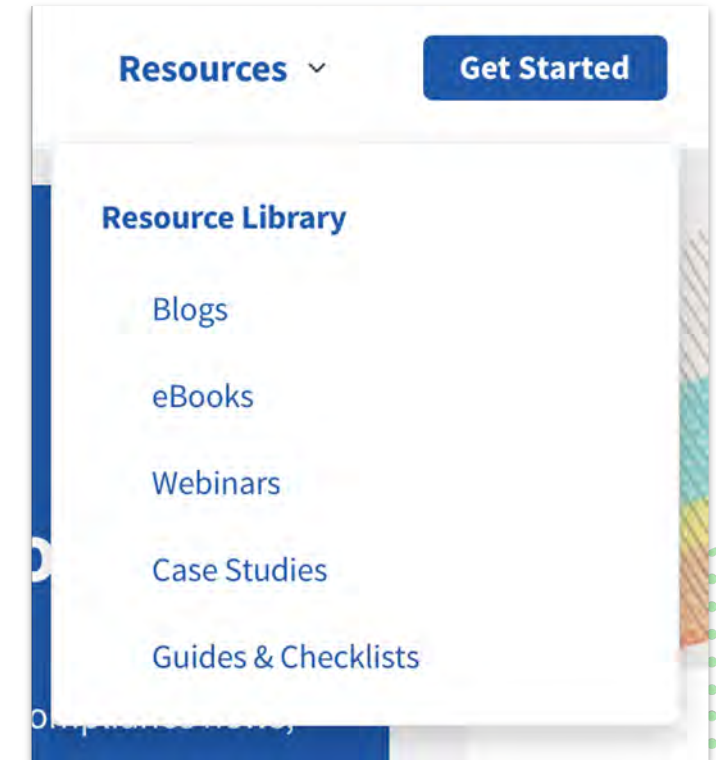 Resources
Get Started
Resource Library
Blogs
eBooks
Webinars
Case Studies
Guides & Checklists